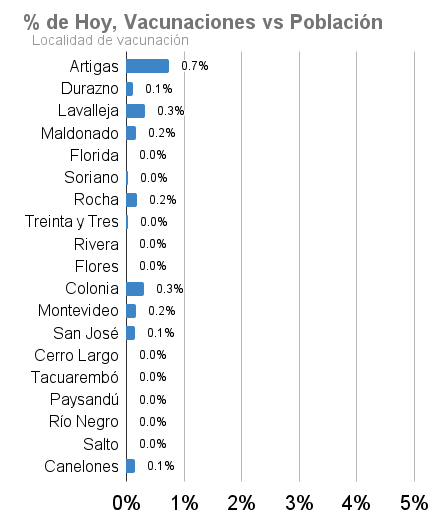 % de Hoy, Vacunaciones vs Población
Localidad de vacunación
Artigas 0.7%
Durazno 0.1%
Lavalleja 0.3%
Maldonado 0.2%
Florida 0.0%
Soriano 0.0%
Rocha 0.2%
Treinta y Tres 0.0%
Rivera 0.0%
Flores 0.0%
Colonia 0.3%
Montevideo 0.2%
San José 0.1%
Cerro Largo 0.0%
Tacuarembó 0.0%
Paysandú 0.0%
Río Negro 0.0%
Salto 0.0%
Canelones 0.1%
0% 1% 2% 3% 4% 5%